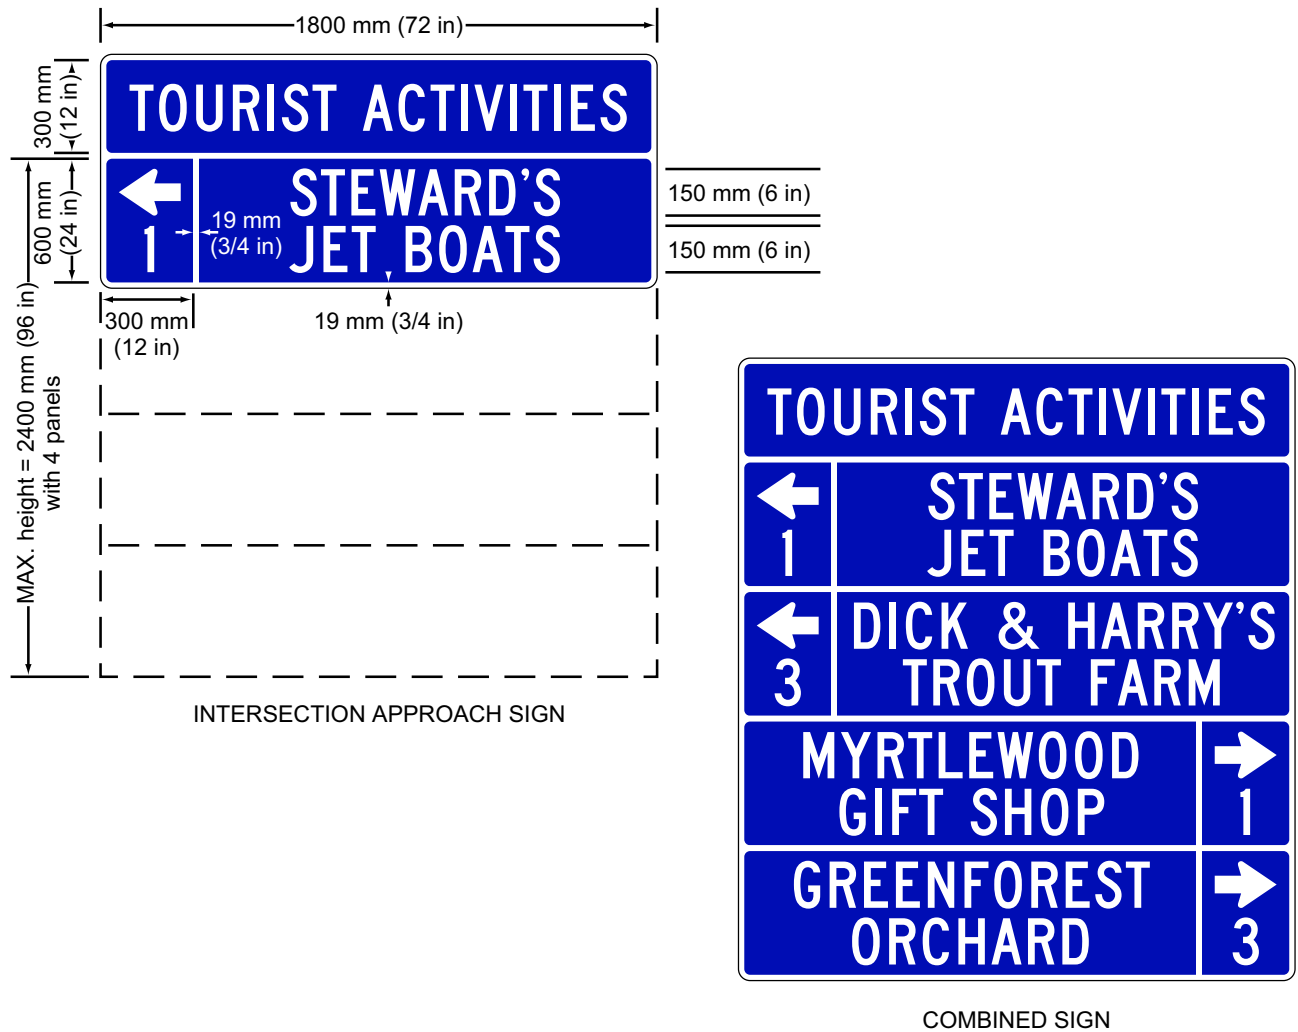 1800 mm (72 in)
300 mm
(12 in)
TOURIST ACTIVITIES
600 mm
(24 in)
1
STEWARD'S
JET BOATS
19 mm
(3/4 in)
150 mm (6 in)
150 mm (6 in)
300 mm
(12 in)
19 mm (3/4 in)
MAX. height = 2400 mm (96 in)
with 4 panels
INTERSECTION APPROACH SIGN
TOURIST ACTIVITIES
1
STEWARD'S
JET BOATS
3
DICK & HARRY'S
TROUT FARM
MYRTLEWOOD
GIFT SHOP
1
GREENFOREST
ORCHARD
3
COMBINED SIGN